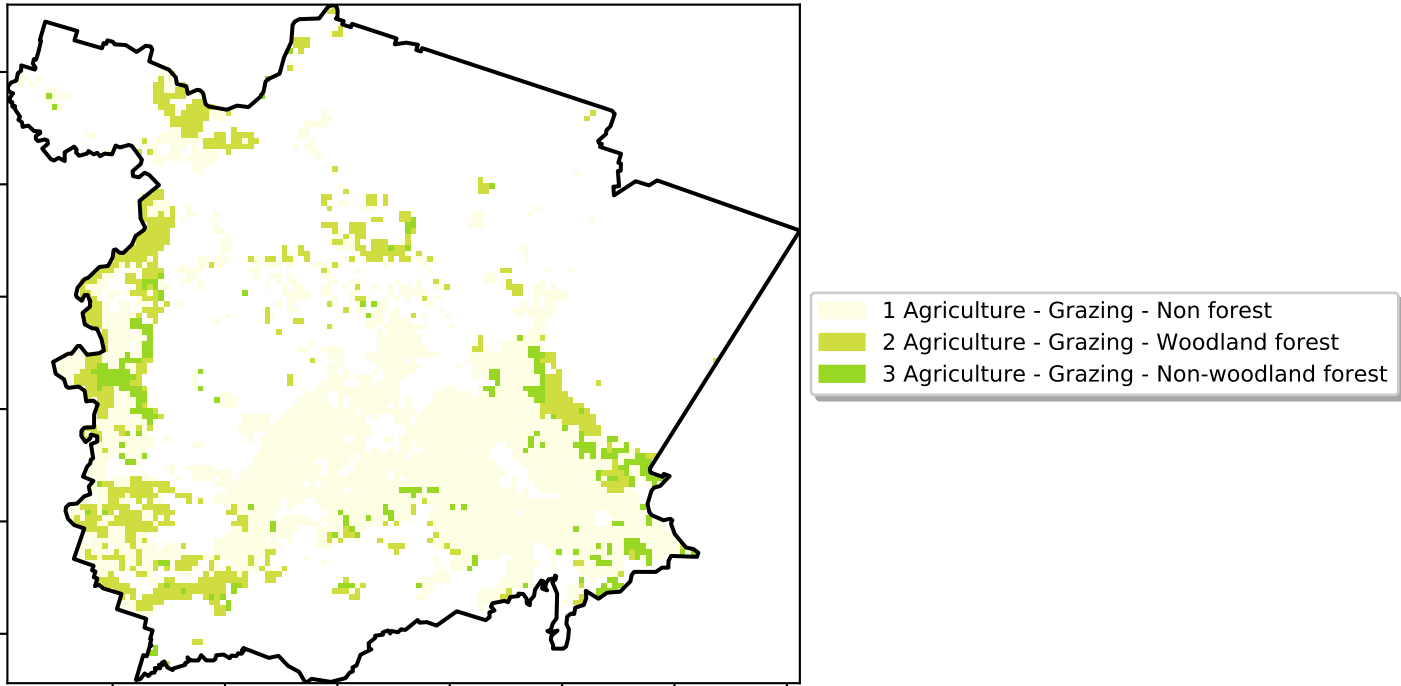 1 Agriculture - Grazing - Non forest
2 Agriculture - Grazing - Woodland forest
3 Agriculture - Grazing - Non-woodland forest